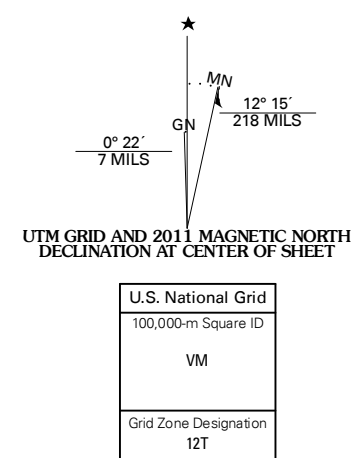 ★
MN
12° 15´
218 MILS
GN
0° 22´
7 MILS
UTM GRID AND 2011 MAGNETIC NORTH
DECLINATION AT CENTER OF SHEET
U.S. National Grid
100,000-m Square ID
VM
Grid Zone Designation
12T